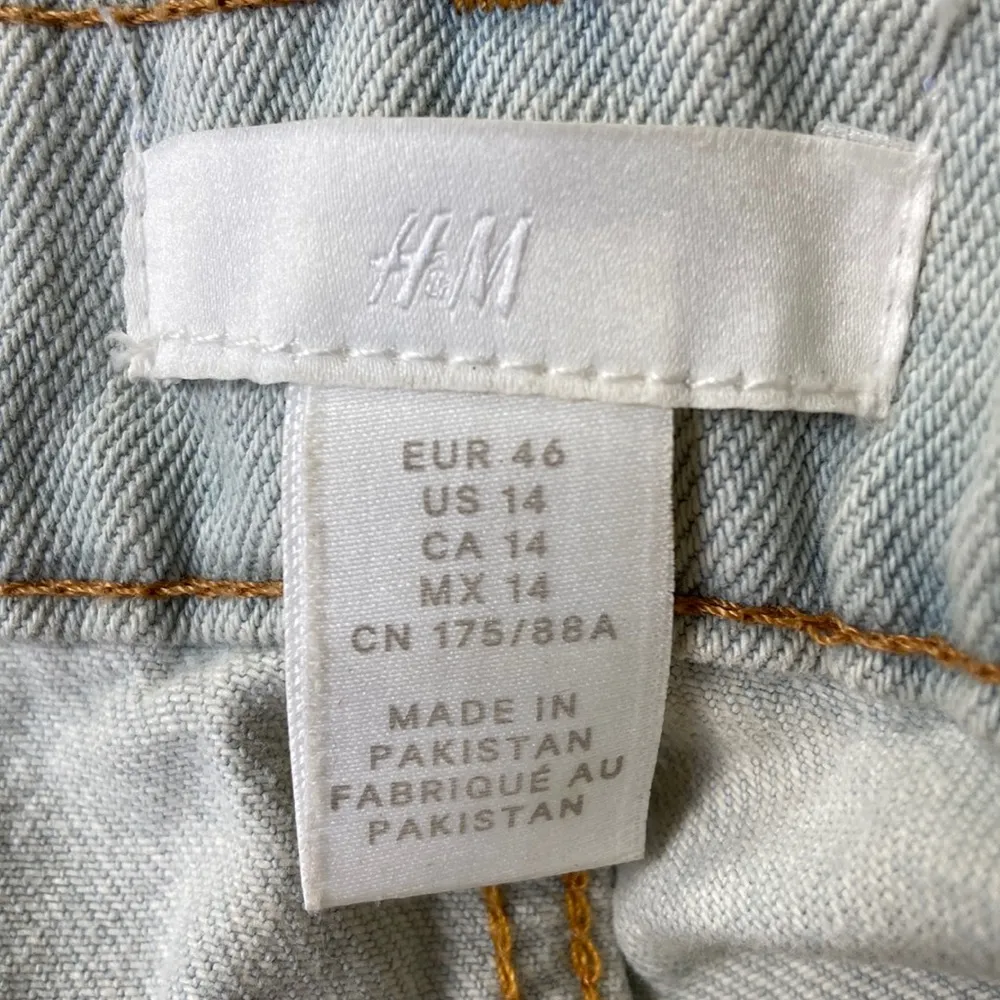 H&M
EUR 46
US 14
CA 14
MX 14
CN 175/88A
MADE IN
PAKISTAN
FABRIQUÉ AU
PAKISTAN